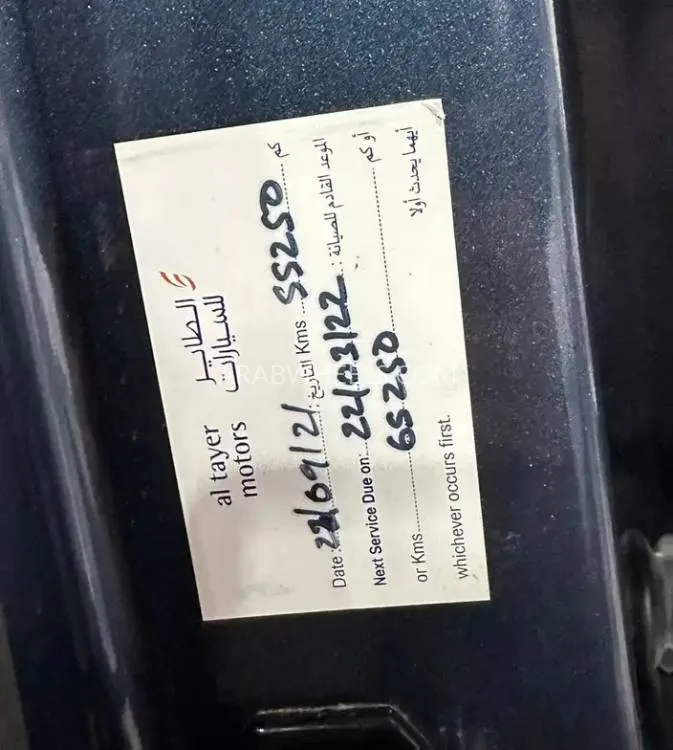 al tayer
motors
الطاير
للسيارات
Date : 22/09/21 : التاريخ Kms ..55250.... كم
Next Service Due on:...22/03/22...: الموعد القادم للصيانة
or Kms........65250........ أو كم
whichever occurs first. أيهما يحدث أولا